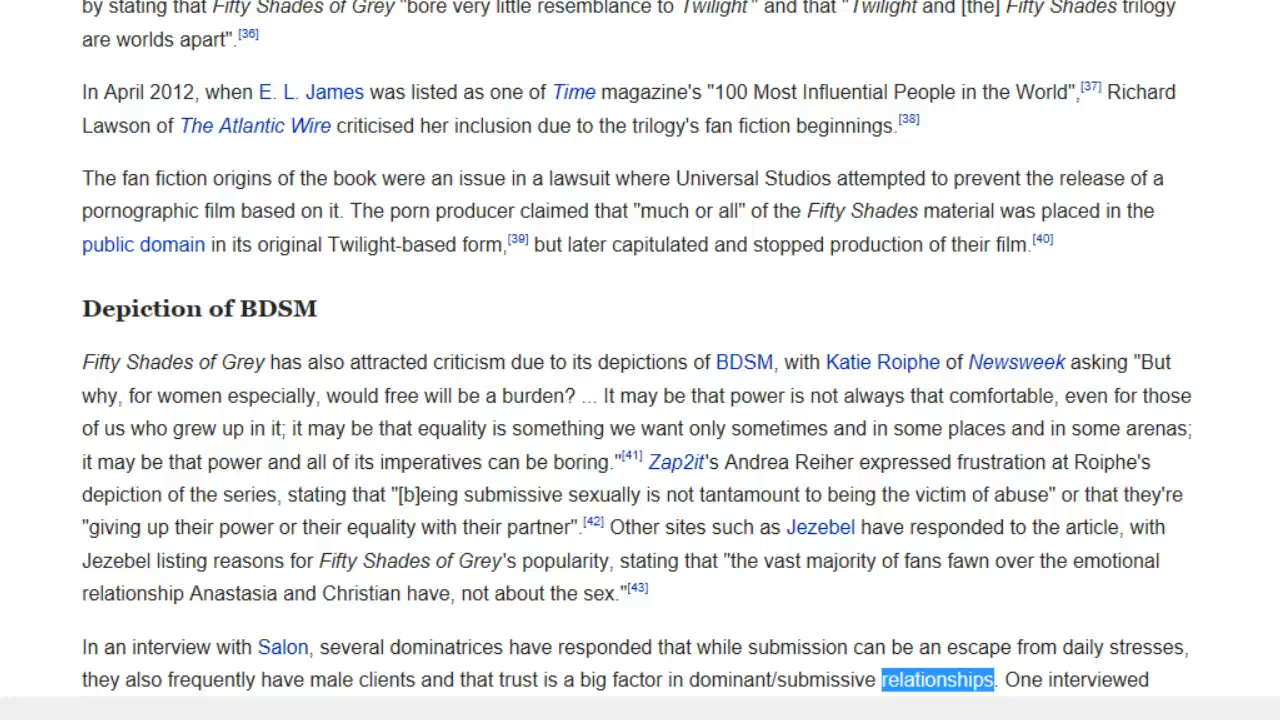 by stating that Fifty Shades of Grey "bore very little resemblance to Twilight" and that "Twilight and [the] Fifty Shades trilogy
are worlds apart".[36]
In April 2012, when E. L. James was listed as one of Time magazine's "100 Most Influential People in the World",[37] Richard
Lawson of The Atlantic Wire criticised her inclusion due to the trilogy's fan fiction beginnings.[38]
The fan fiction origins of the book were an issue in a lawsuit where Universal Studios attempted to prevent the release of a
pornographic film based on it. The porn producer claimed that "much or all" of the Fifty Shades material was placed in the
public domain in its original Twilight-based form,[39] but later capitulated and stopped production of their film.[40]
Depiction of BDSM
Fifty Shades of Grey has also attracted criticism due to its depictions of BDSM, with Katie Roiphe of Newsweek asking "But
why, for women especially, would free will be a burden? ... It may be that power is not always that comfortable, even for those
of us who grew up in it; it may be that equality is something we want only sometimes and in some places and in some arenas;
it may be that power and all of its imperatives can be boring."[41] Zap2it's Andrea Reiher expressed frustration at Roiphe's
depiction of the series, stating that "[b]eing submissive sexually is not tantamount to being the victim of abuse" or that they're
"giving up their power or their equality with their partner".[42] Other sites such as Jezebel have responded to the article, with
Jezebel listing reasons for Fifty Shades of Grey's popularity, stating that "the vast majority of fans fawn over the emotional
relationship Anastasia and Christian have, not about the sex."[43]
In an interview with Salon, several dominatrices have responded that while submission can be an escape from daily stresses,
they also frequently have male clients and that trust is a big factor in dominant/submissive relationships. One interviewed